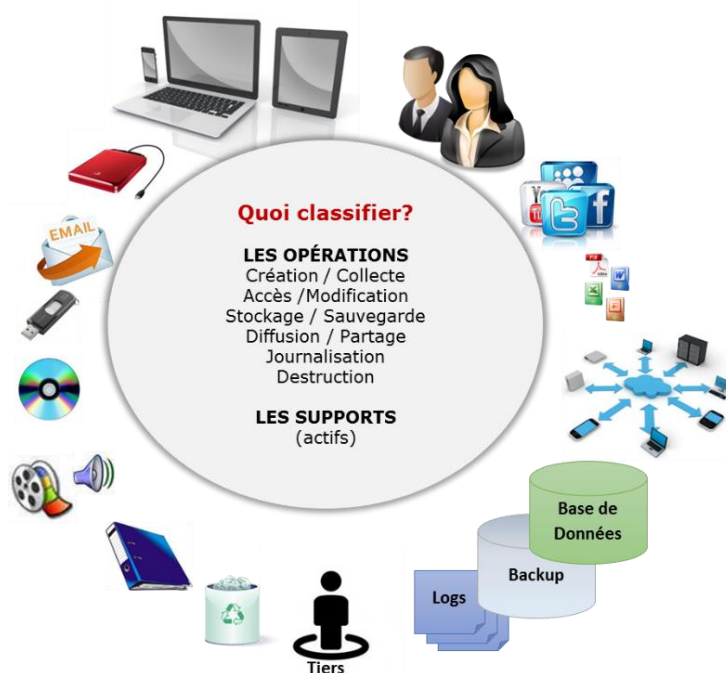 EMAIL
Quoi classifier?
LES OPÉRATIONS
Création / Collecte
Accès /Modification
Stockage / Sauvegarde
Diffusion / Partage
Journalisation
Destruction
LES SUPPORTS
(actifs)
Base de
Données
Backup
Logs
Tiers